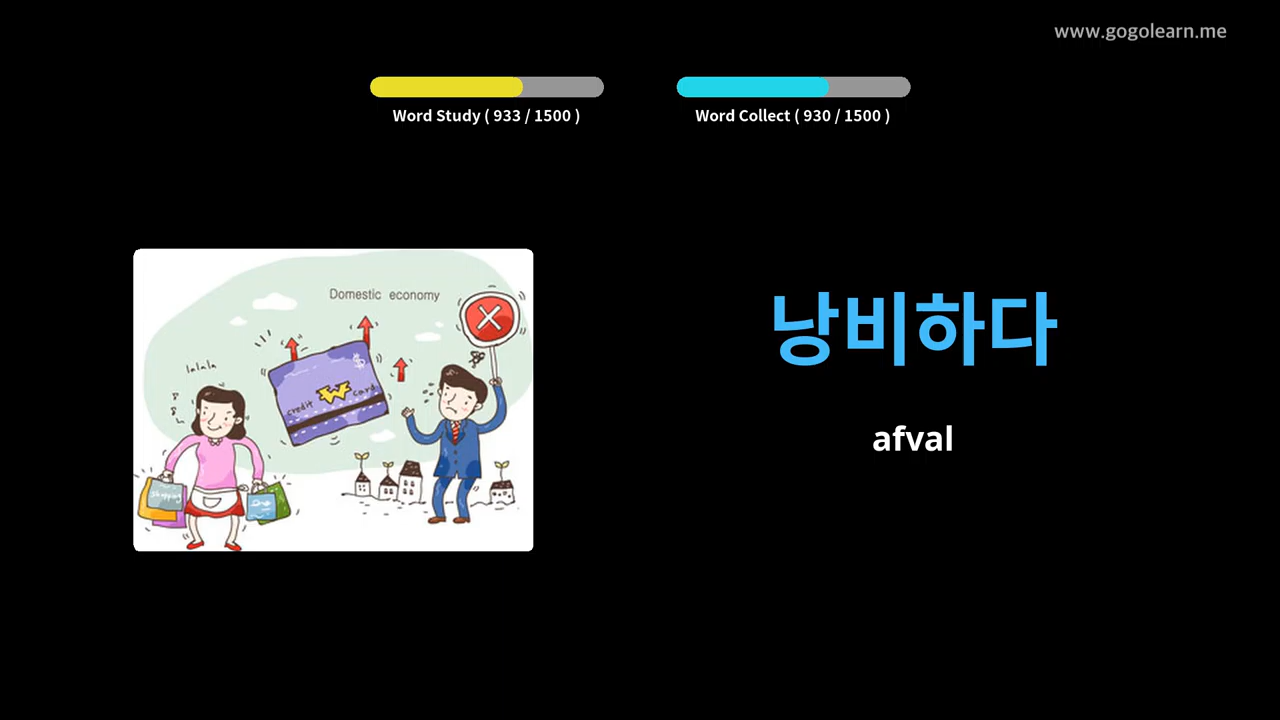 www.gogolearn.me
Word Study ( 933 / 1500 )
Word Collect ( 930 / 1500 )
Domestic economy
lalala
credit card
Shopping
낭비하다
afval